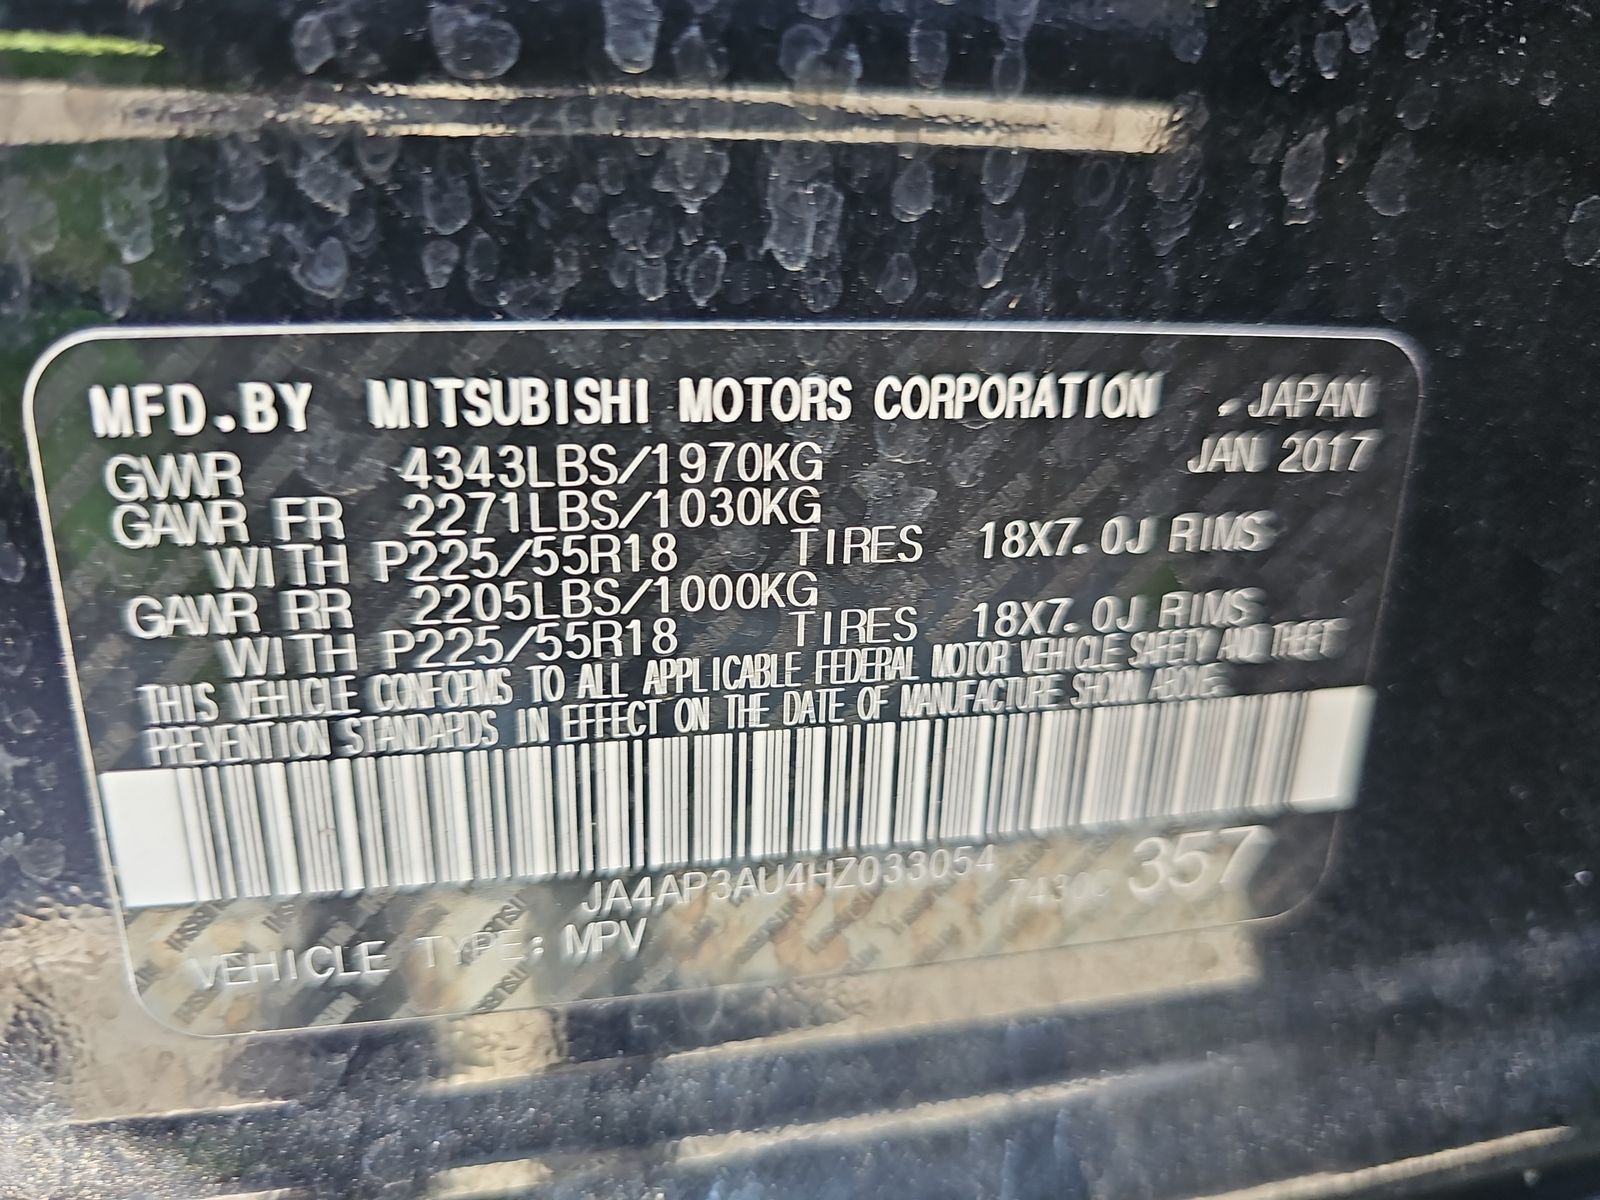 MFD.BY MITSUBISHI MOTORS CORPORATION . JAPAN
GVWR 4343LBS/1970KG JAN 2017
GAWR FR 2271LBS/1030KG
WITH P225/55R18 TIRES 18X7.0J RIMS
GAWR RR 2205LBS/1000KG
WITH P225/55R18 TIRES 18X7.0J RIMS
THIS VEHICLE CONFORMS TO ALL APPLICABLE FEDERAL MOTOR VEHICLE SAFETY AND THEFT
PREVENTION STANDARDS IN EFFECT ON THE DATE OF MANUFACTURE SHOWN ABOVE.
JA4AP3AU4HZ033054 357
VEHICLE TYPE: MPV